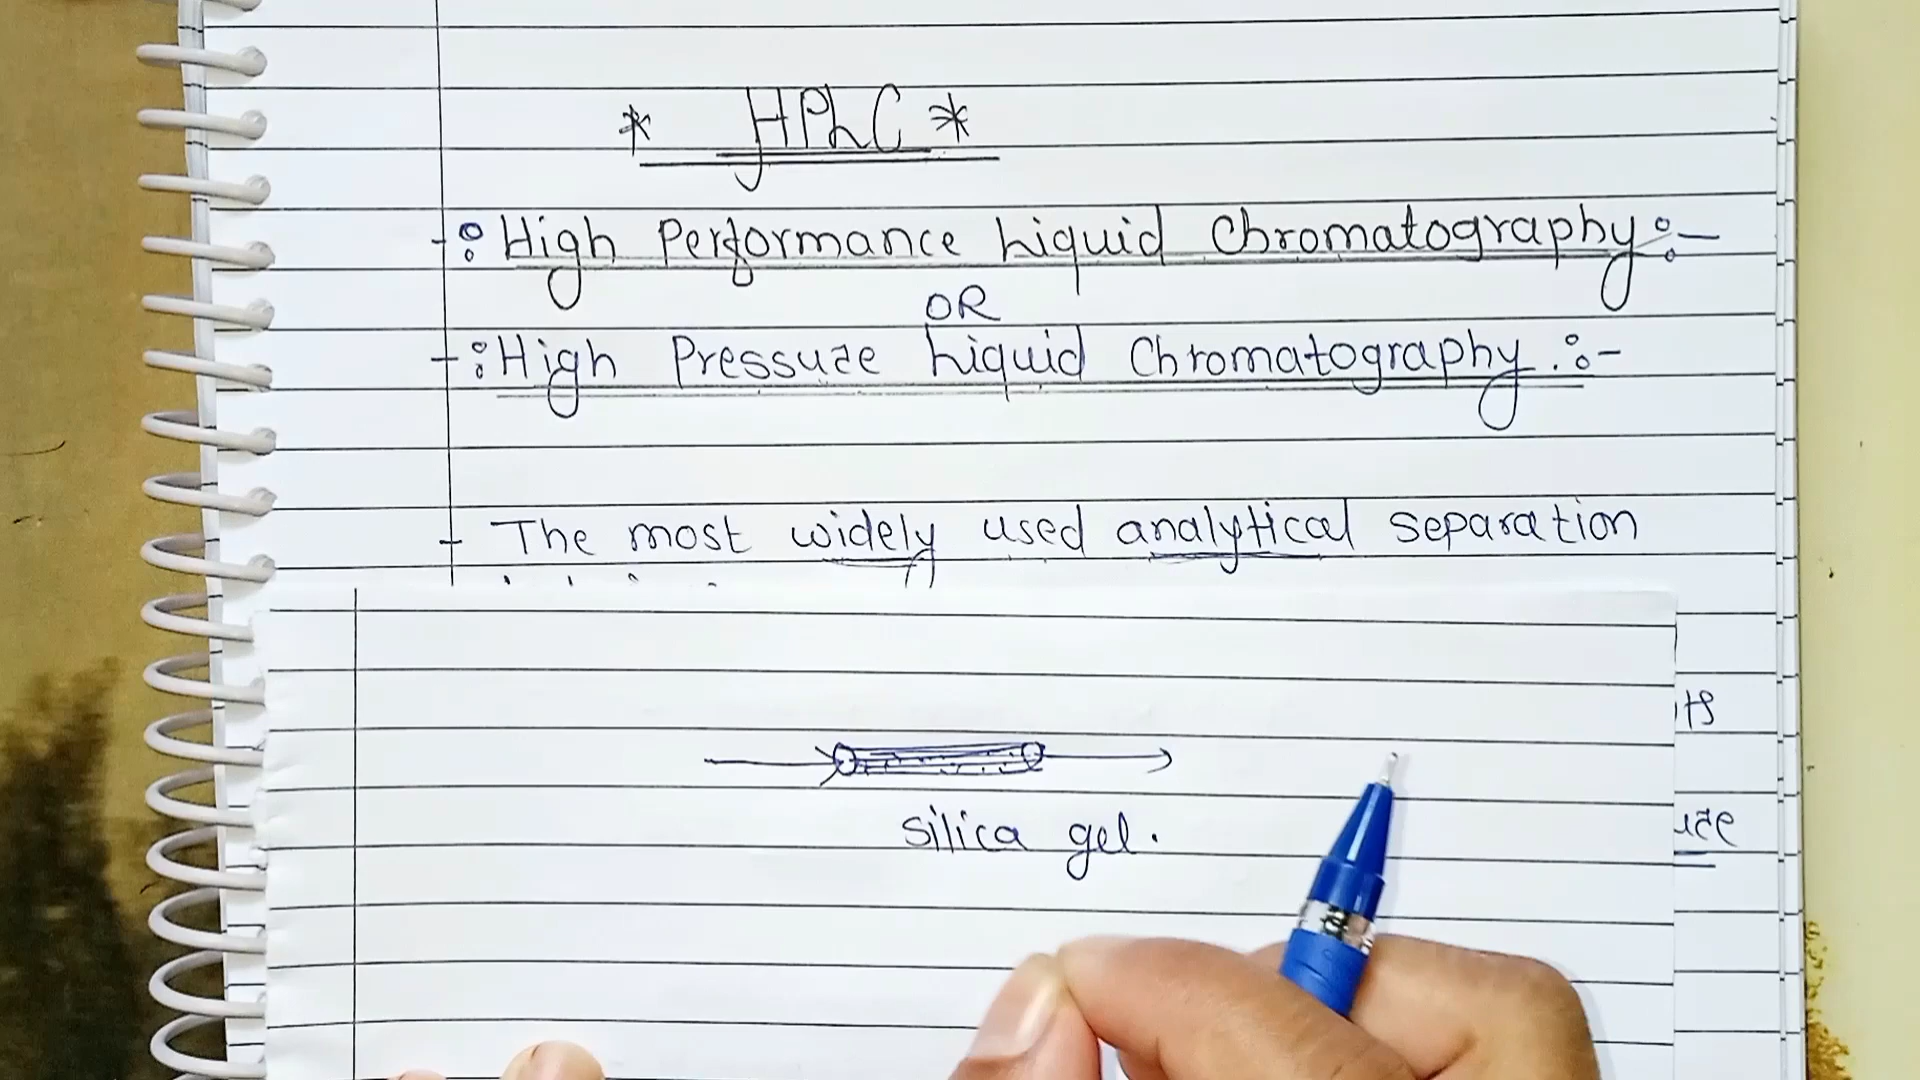 * HPLC *
-: High Performance Liquid Chromatography :-
OR
-: High Pressure Liquid Chromatography. :-
- The most widely used analytical separation
silica gel.